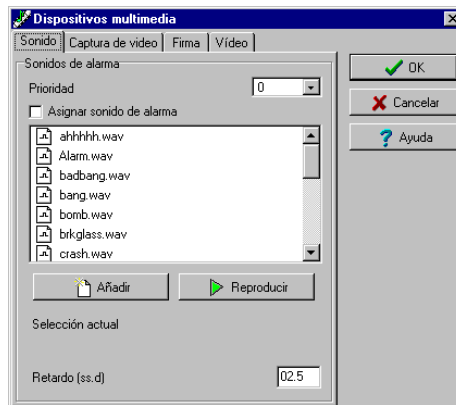 Dispositivos multimedia
Sonido Captura de video Firma Vídeo
Sonidos de alarma
Prioridad 0
Asignar sonido de alarma
ahhhhh.wav
Alarm.wav
badbang.wav
bang.wav
bomb.wav
brkglass.wav
crash.wav
Añadir Reproducir
Selección actual
Retardo (ss.d) 02.5
OK
Cancelar
Ayuda